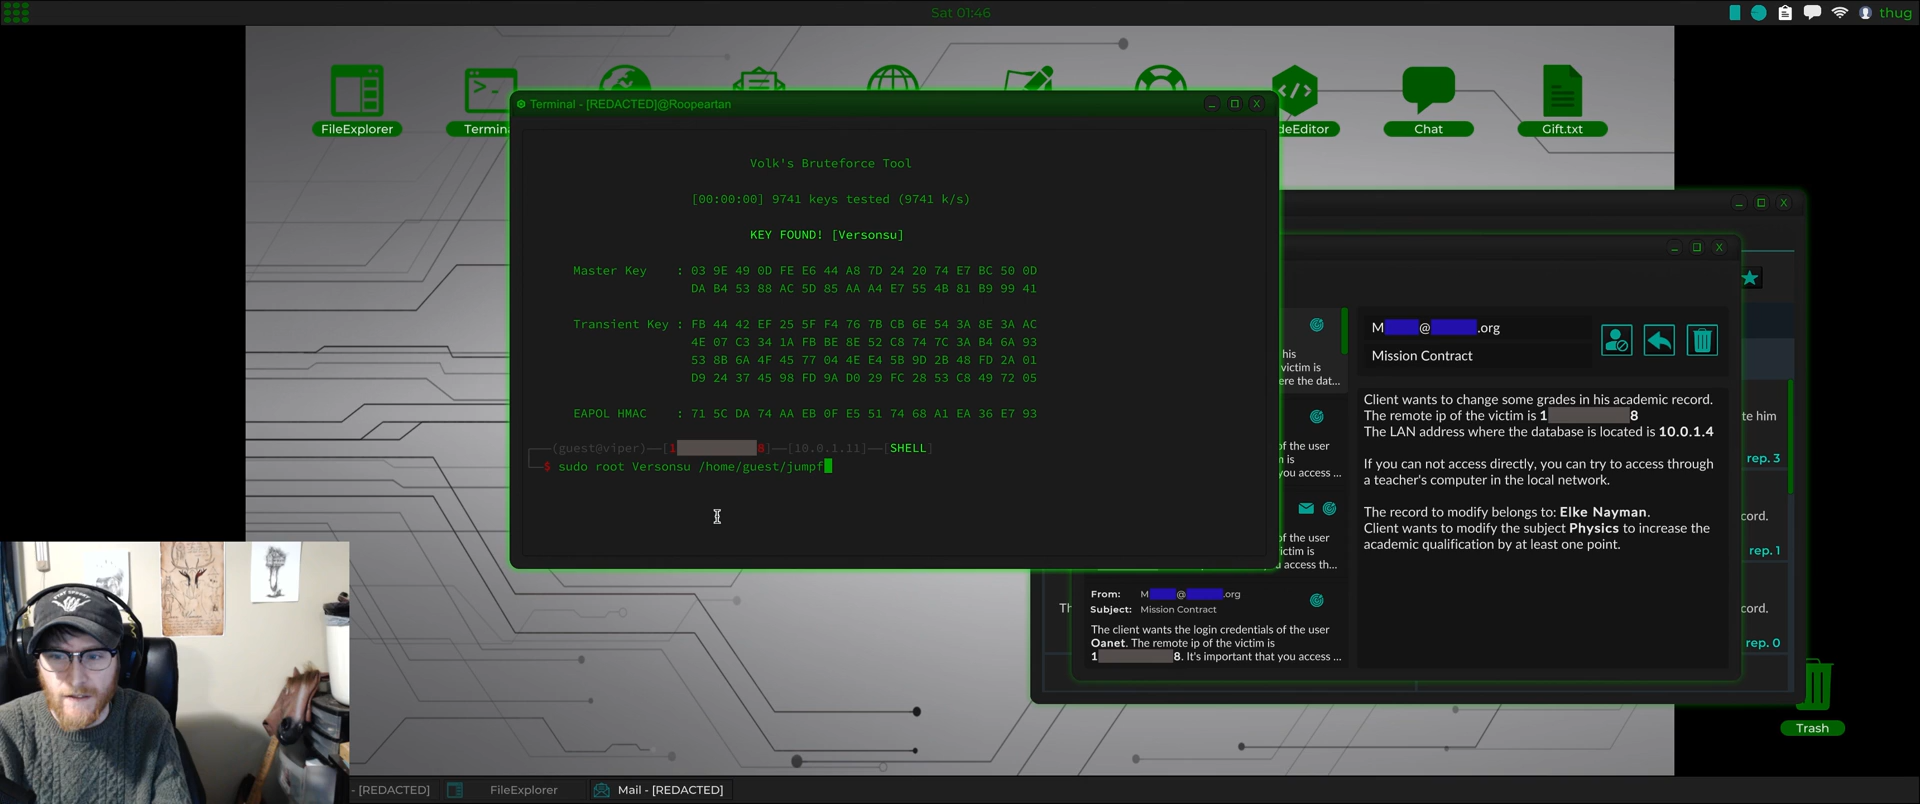 Sat 01:46
thug
FileExplorer
Termin
deEditor
Chat
Gift.txt
Terminal - [REDACTED]@Roopeartan
_ □ X
Volk's Bruteforce Tool
[00:00:00] 9741 keys tested (9741 k/s)
KEY FOUND! [Versonsu]
Master Key : 03 9E 49 0D FE E6 44 A8 7D 24 20 74 E7 BC 50 0D
DA B4 53 88 AC 5D 85 AA A4 E7 55 4B 81 B9 99 41
Transient Key : FB 44 42 EF 25 5F F4 76 7B CB 6E 54 3A 8E 3A AC
4E 07 C3 34 1A FB BE 8E 52 C8 74 7C 3A B4 6A 93
53 8B 6A 4F 45 77 04 4E E4 5B 9D 2B 48 FD 2A 01
D9 24 37 45 98 FD 9A D0 29 FC 28 53 C8 49 72 05
EAPOL HMAC : 71 5C DA 74 AA EB 0F E5 51 74 68 A1 EA 36 E7 93
(guest@viper)—[1 8]—[10.0.1.11]—[SHELL]
$ sudo root Versonsu /home/guest/jumpf
his
victim is
ere the dat...
of the user
n is
you access ...
of the user
ictim is
u access th...
From: M @ .org
Subject: Mission Contract
The client wants the login credentials of the user
Oanet. The remote ip of the victim is
1 8. It's important that you access ...
M @ .org
Mission Contract
Client wants to change some grades in his academic record.
The remote ip of the victim is 1 8
The LAN address where the database is located is 10.0.1.4
If you can not access directly, you can try to access through
a teacher's computer in the local network.
The record to modify belongs to: Elke Nayman.
Client wants to modify the subject Physics to increase the
academic qualification by at least one point.
te him
rep. 3
cord.
rep. 1
cord.
rep. 0
Th
Trash
- [REDACTED]
FileExplorer
Mail - [REDACTED]